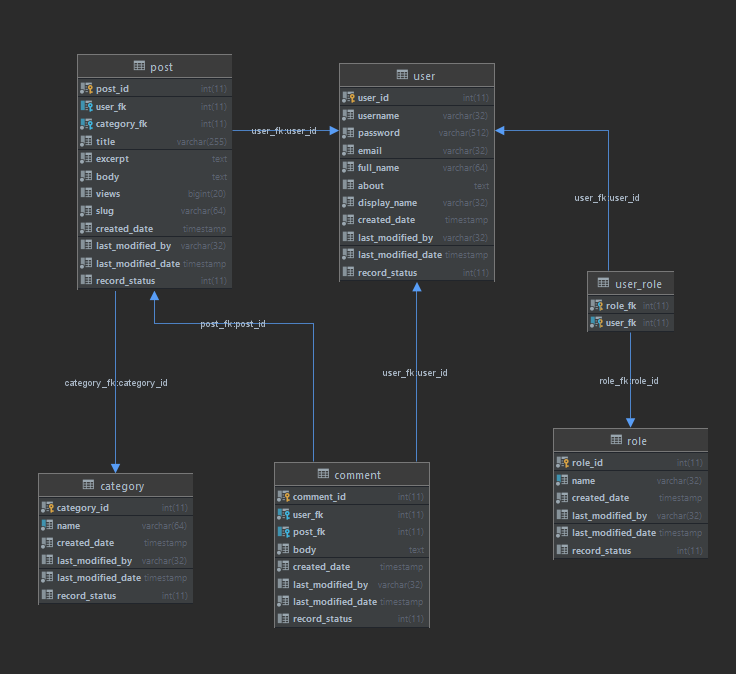 post
post_id int(11)
user_fk int(11)
category_fk int(11)
title varchar(255)
excerpt text
body text
views bigint(20)
slug varchar(64)
created_date timestamp
last_modified_by varchar(32)
last_modified_date timestamp
record_status int(11)
user_fk:user_id
user
user_id int(11)
username varchar(32)
password varchar(512)
email varchar(32)
full_name varchar(64)
about text
display_name varchar(32)
created_date timestamp
last_modified_by varchar(32)
last_modified_date timestamp
record_status int(11)
user_fk:user_id
user_role
role_fk int(11)
user_fk int(11)
post_fk:post_id
category_fk:category_id
user_fk:user_id
role_fk:role_id
category
category_id int(11)
name varchar(64)
created_date timestamp
last_modified_by varchar(32)
last_modified_date timestamp
record_status int(11)
comment
comment_id int(11)
user_fk int(11)
post_fk int(11)
body text
created_date timestamp
last_modified_by varchar(32)
last_modified_date timestamp
record_status int(11)
role
role_id int(11)
name varchar(32)
created_date timestamp
last_modified_by varchar(32)
last_modified_date timestamp
record_status int(11)